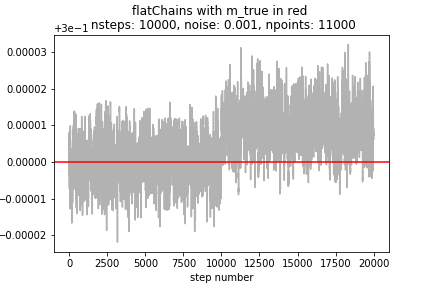 flatChains with m_true in red
nsteps: 10000, noise: 0.001, npoints: 11000
+3e−1
0.00003
0.00002
0.00001
0.00000
−0.00001
−0.00002
0 2500 5000 7500 10000 12500 15000 17500 20000
step number